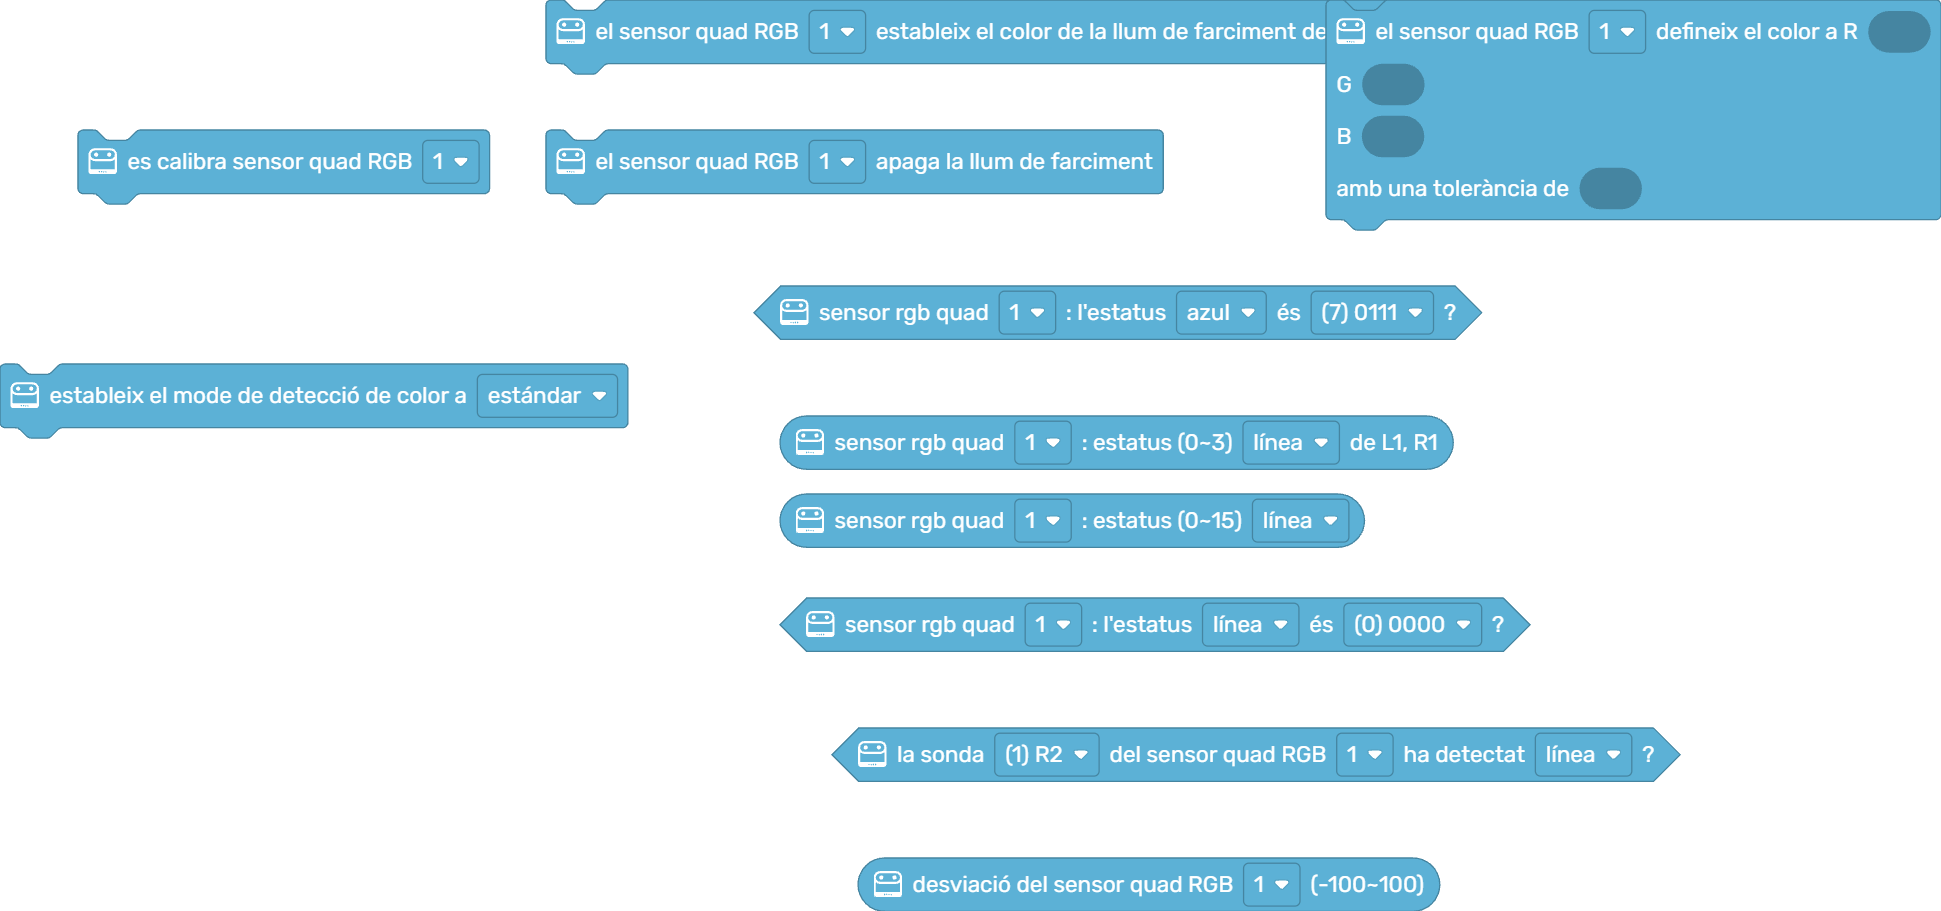 el sensor quad RGB 1 estableix el color de la llum de farciment de
el sensor quad RGB 1 defineix el color a R
G
B
amb una tolerància de
es calibra sensor quad RGB 1
el sensor quad RGB 1 apaga la llum de farciment
sensor rgb quad 1 : l'estatus azul és (7) 0111 ?
estableix el mode de detecció de color a estándar
sensor rgb quad 1 : estatus (0~3) línea de L1, R1
sensor rgb quad 1 : estatus (0~15) línea
sensor rgb quad 1 : l'estatus línea és (0) 0000 ?
la sonda (1) R2 del sensor quad RGB 1 ha detectat línea ?
desviació del sensor quad RGB 1 (-100~100)